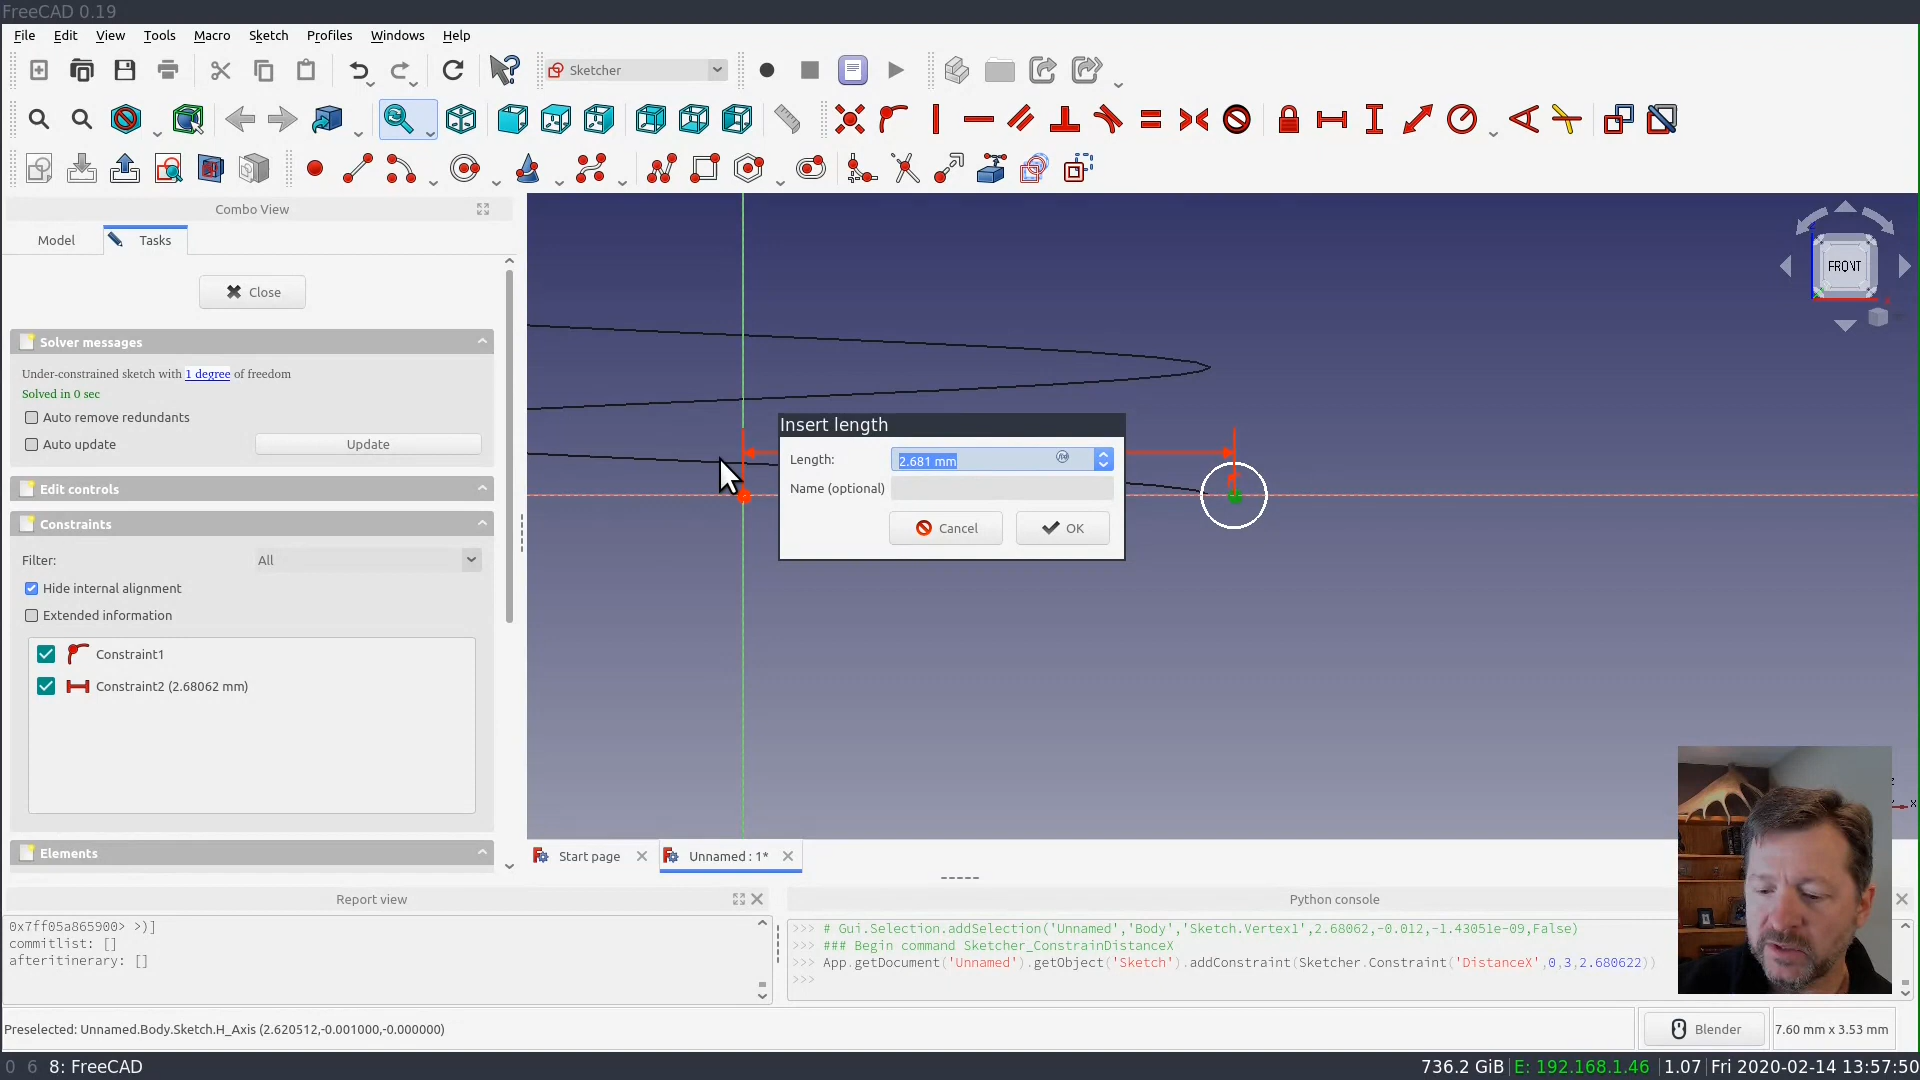 FreeCAD 0.19
File Edit View Tools Macro Sketch Profiles Windows Help
Sketcher
Combo View
Model Tasks
Close
Solver messages
Under-constrained sketch with 1 degree of freedom
Solved in 0 sec
Auto remove redundants
Auto update Update
Edit controls
Constraints
Filter: All
Hide internal alignment
Extended information
Constraint1
Constraint2 (2.68062 mm)
Elements
FRONT
Insert length
Length: 2.681 mm
Name (optional)
Cancel OK
Start page Unnamed : 1*
Report view
0x7ff05a865900> >)]
commitlist: []
afteritinerary: []
Python console
>>> # Gui.Selection.addSelection('Unnamed','Body','Sketch.Vertex1',2.68062,-0.012,-1.43051e-09,False)
>>> ### Begin command Sketcher_ConstrainDistanceX
>>> App.getDocument('Unnamed').getObject('Sketch').addConstraint(Sketcher.Constraint('DistanceX',0,3,2.680622))
>>>
Preselected: Unnamed.Body.Sketch.H_Axis (2.620512,-0.001000,-0.000000)
Blender 7.60 mm x 3.53 mm
0 6 8: FreeCAD
736.2 GiB E: 192.168.1.46 1.07 Fri 2020-02-14 13:57:50